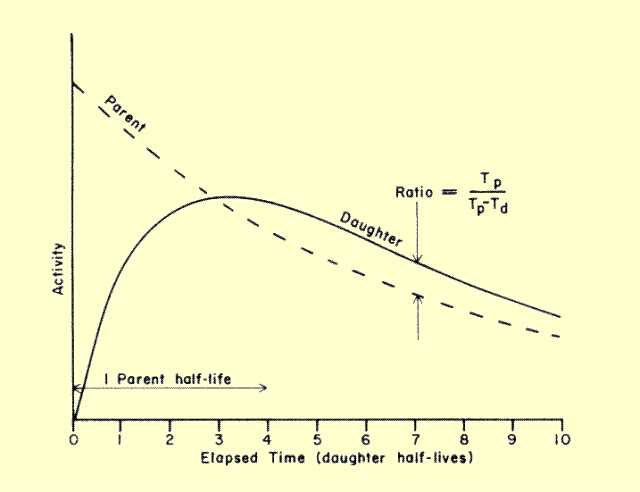 Parent
Ratio = Tp / Tp-Td
Daughter
Activity
1 Parent half-life
0 1 2 3 4 5 6 7 8 9 10
Elapsed Time (daughter half-lives)